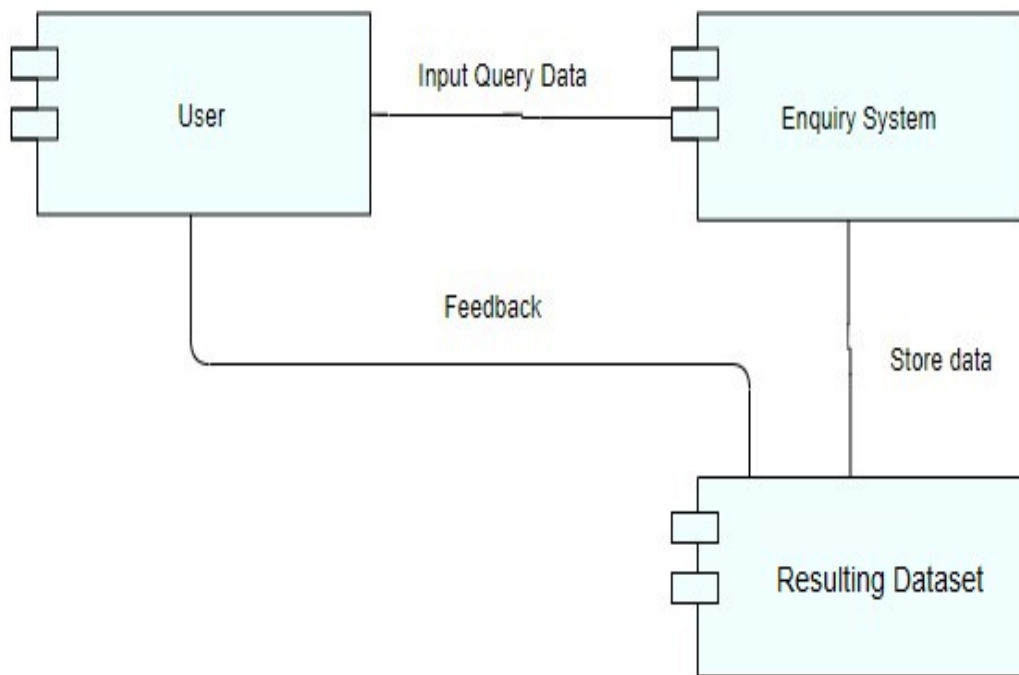 User
Input Query Data
Enquiry System
Feedback
Store data
Resulting Dataset